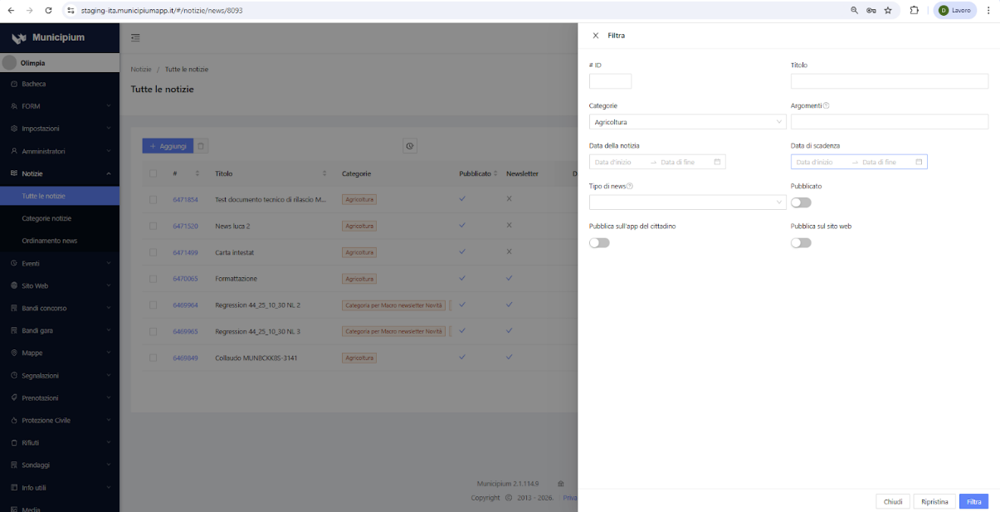 staging-ita.municipiumapp.it/#/notizie/news/8093
D Lavoro
Municipium
Olimpia
Bacheca
FORM
Impostazioni
Amministratori
Notizie
Tutte le notizie
Categorie notizie
Ordinamento news
Eventi
Sito Web
Bandi concorso
Bandi gara
Mappe
Segnalazioni
Prenotazioni
Protezione Civile
Rifiuti
Sondaggi
Info utili
Media
Notizie / Tutte le notizie
Tutte le notizie
+ Aggiungi
# Titolo Categorie Pubblicato Newsletter D
6471854 Test documento tecnico di rilascio M... Agricoltura
6471520 News luca 2 Agricoltura
6471499 Carta intestat Agricoltura
6470065 Formattazione Agricoltura
6469964 Regression 44_25_10_30 NL 2 Categoria per Macro newsletter Novità
6469965 Regression 44_25_10_30 NL 3 Categoria per Macro newsletter Novità
6469849 Collaudo MUNBCKKBS-3141 Agricoltura
Municipium 2.1.114.9
Copyright © 2013 - 2026. Priva
Filtra
# ID Titolo
Categorie Argomenti
Agricoltura
Data della notizia Data di scadenza
Data d'inizio → Data di fine Data d'inizio → Data di fine
Tipo di news Pubblicato
Pubblica sull'app del cittadino Pubblica sul sito web
Chiudi Ripristina Filtra